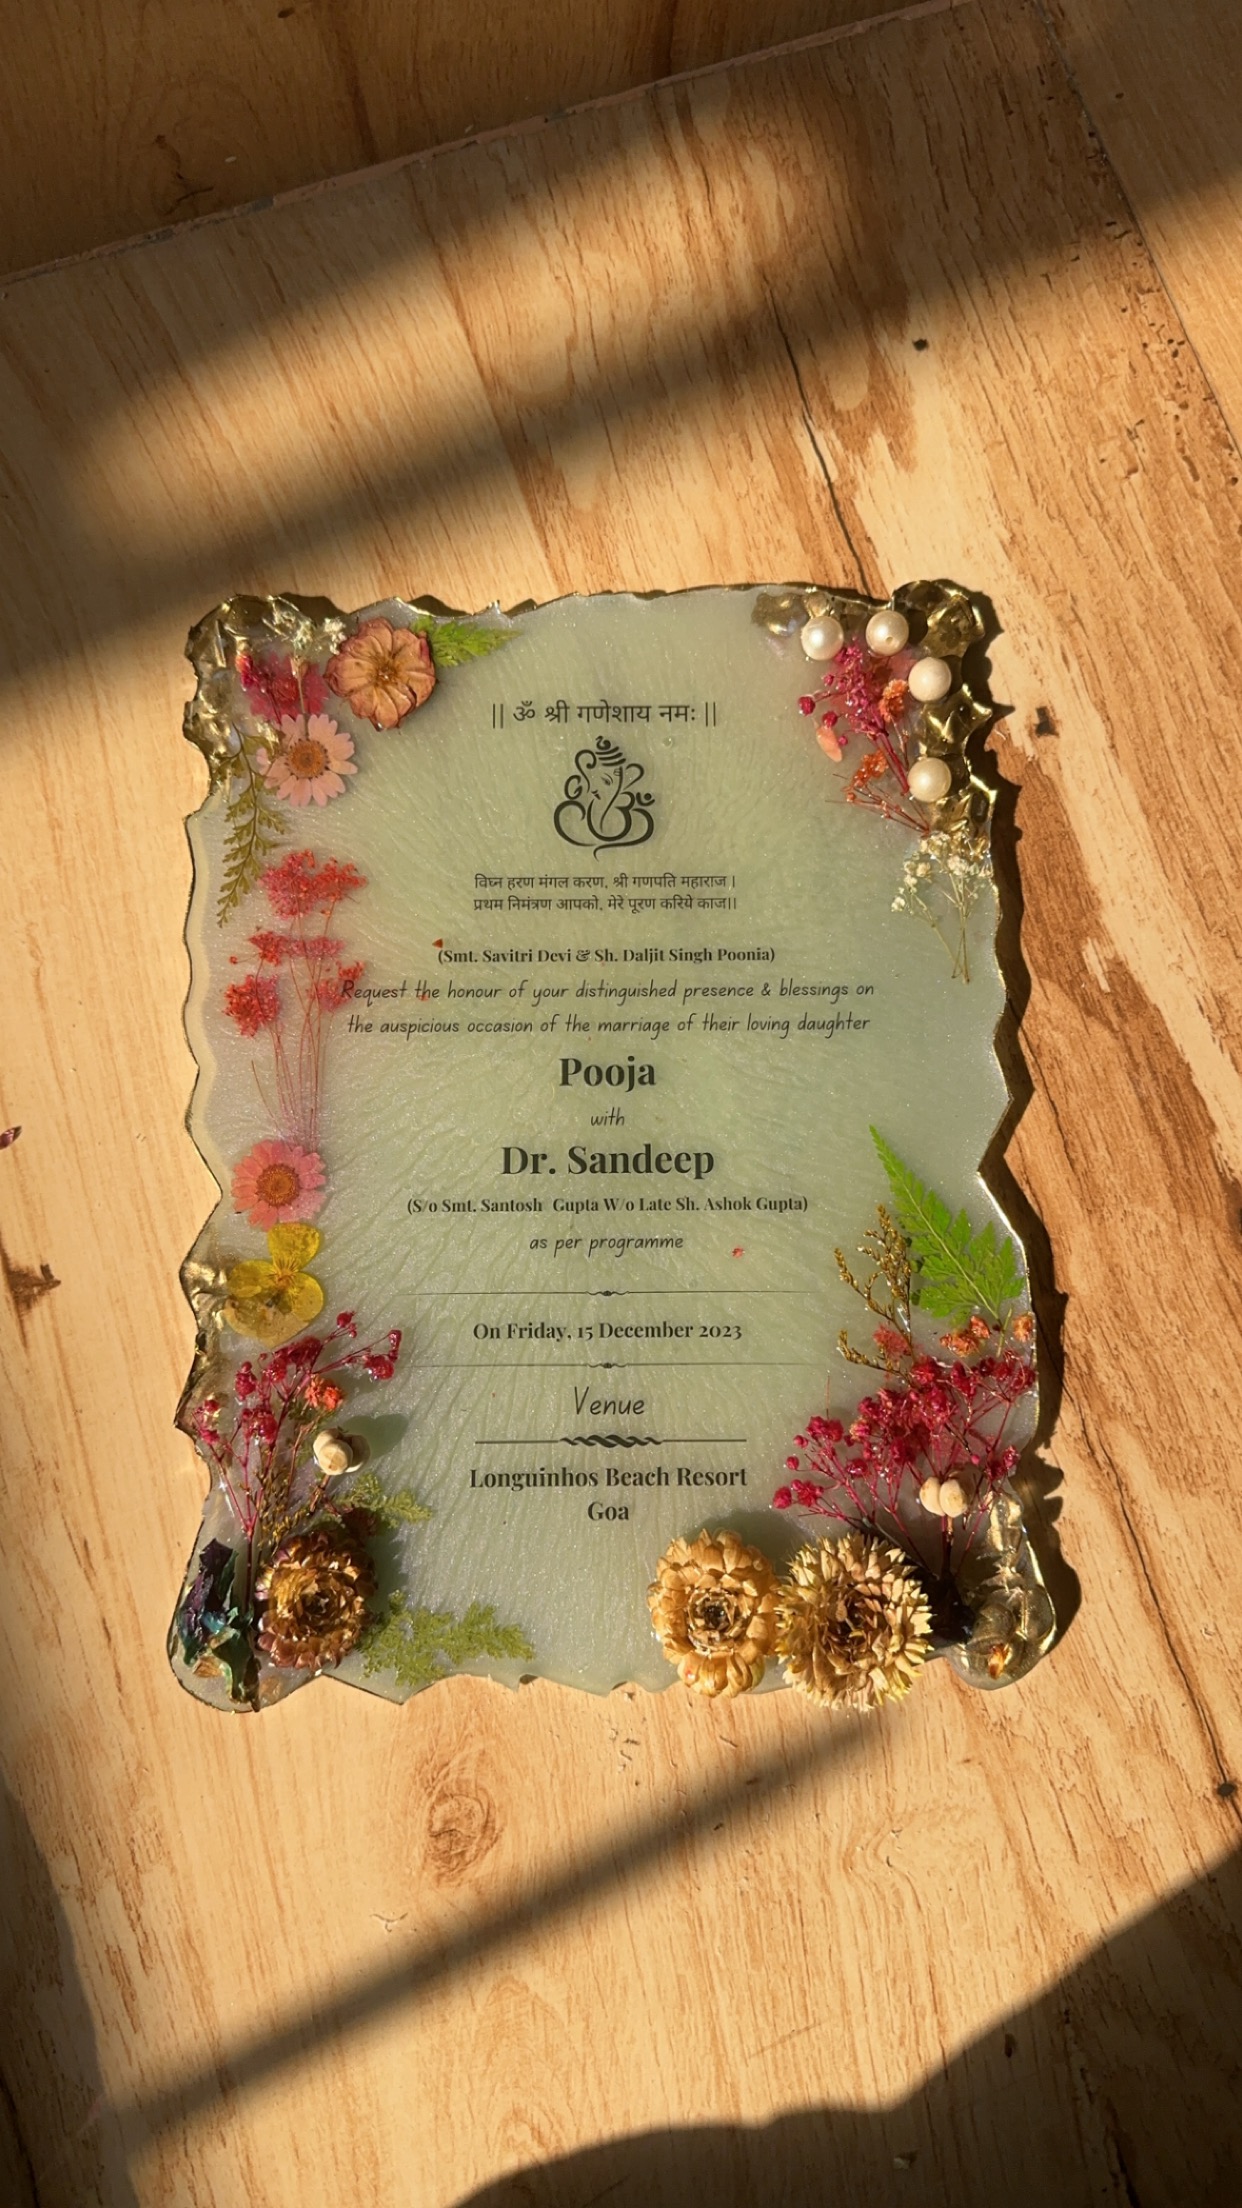 || ॐ श्री गणेशाय नमः ||
विघ्न हरण मंगल करण, श्री गणपति महाराज |
प्रथम निमंत्रण आपको, मेरे पूरण करिये काज||
(Smt. Savitri Devi & Sh. Daljit Singh Poonia)
Request the honour of your distinguished presence & blessings on
the auspicious occasion of the marriage of their loving daughter
Pooja
with
Dr. Sandeep
(S/o Smt. Santosh Gupta W/o Late Sh. Ashok Gupta)
as per programme
On Friday, 15 December 2023
Venue
Longuinhos Beach Resort
Goa